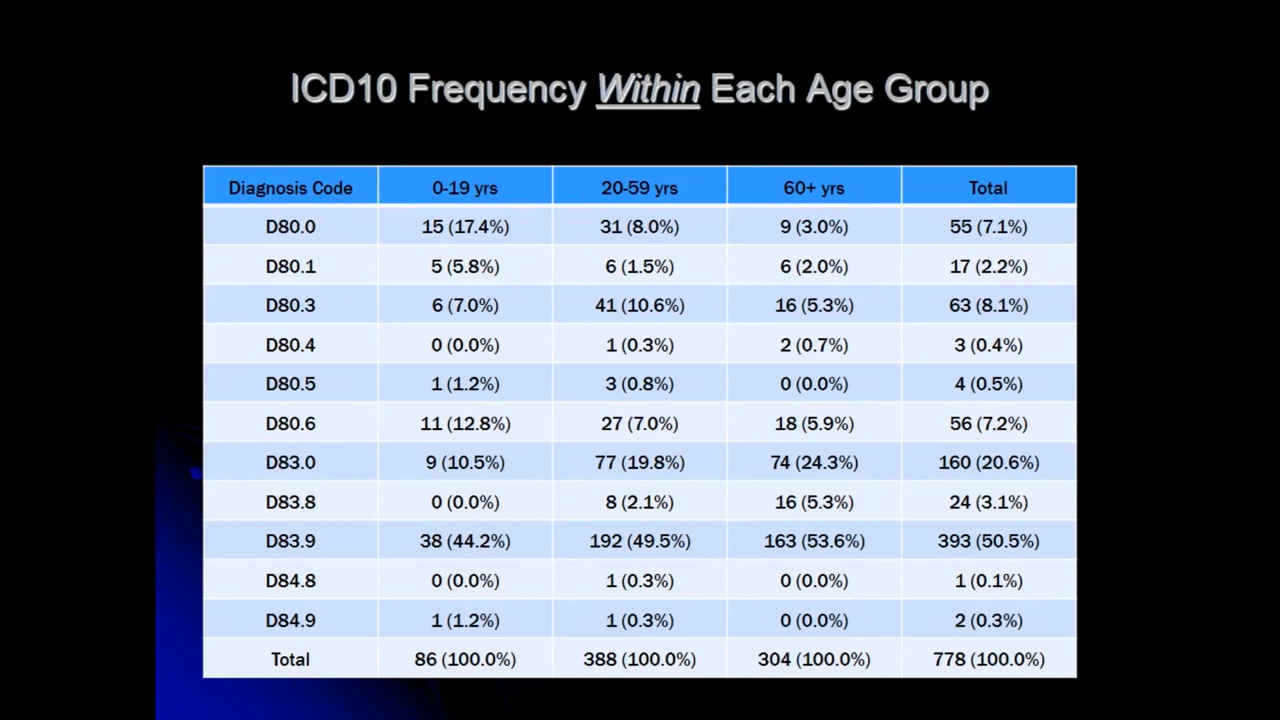 ICD10 Frequency Within Each Age Group
Diagnosis Code 0-19 yrs 20-59 yrs 60+ yrs Total
D80.0 15 (17.4%) 31 (8.0%) 9 (3.0%) 55 (7.1%)
D80.1 5 (5.8%) 6 (1.5%) 6 (2.0%) 17 (2.2%)
D80.3 6 (7.0%) 41 (10.6%) 16 (5.3%) 63 (8.1%)
D80.4 0 (0.0%) 1 (0.3%) 2 (0.7%) 3 (0.4%)
D80.5 1 (1.2%) 3 (0.8%) 0 (0.0%) 4 (0.5%)
D80.6 11 (12.8%) 27 (7.0%) 18 (5.9%) 56 (7.2%)
D83.0 9 (10.5%) 77 (19.8%) 74 (24.3%) 160 (20.6%)
D83.8 0 (0.0%) 8 (2.1%) 16 (5.3%) 24 (3.1%)
D83.9 38 (44.2%) 192 (49.5%) 163 (53.6%) 393 (50.5%)
D84.8 0 (0.0%) 1 (0.3%) 0 (0.0%) 1 (0.1%)
D84.9 1 (1.2%) 1 (0.3%) 0 (0.0%) 2 (0.3%)
Total 86 (100.0%) 388 (100.0%) 304 (100.0%) 778 (100.0%)